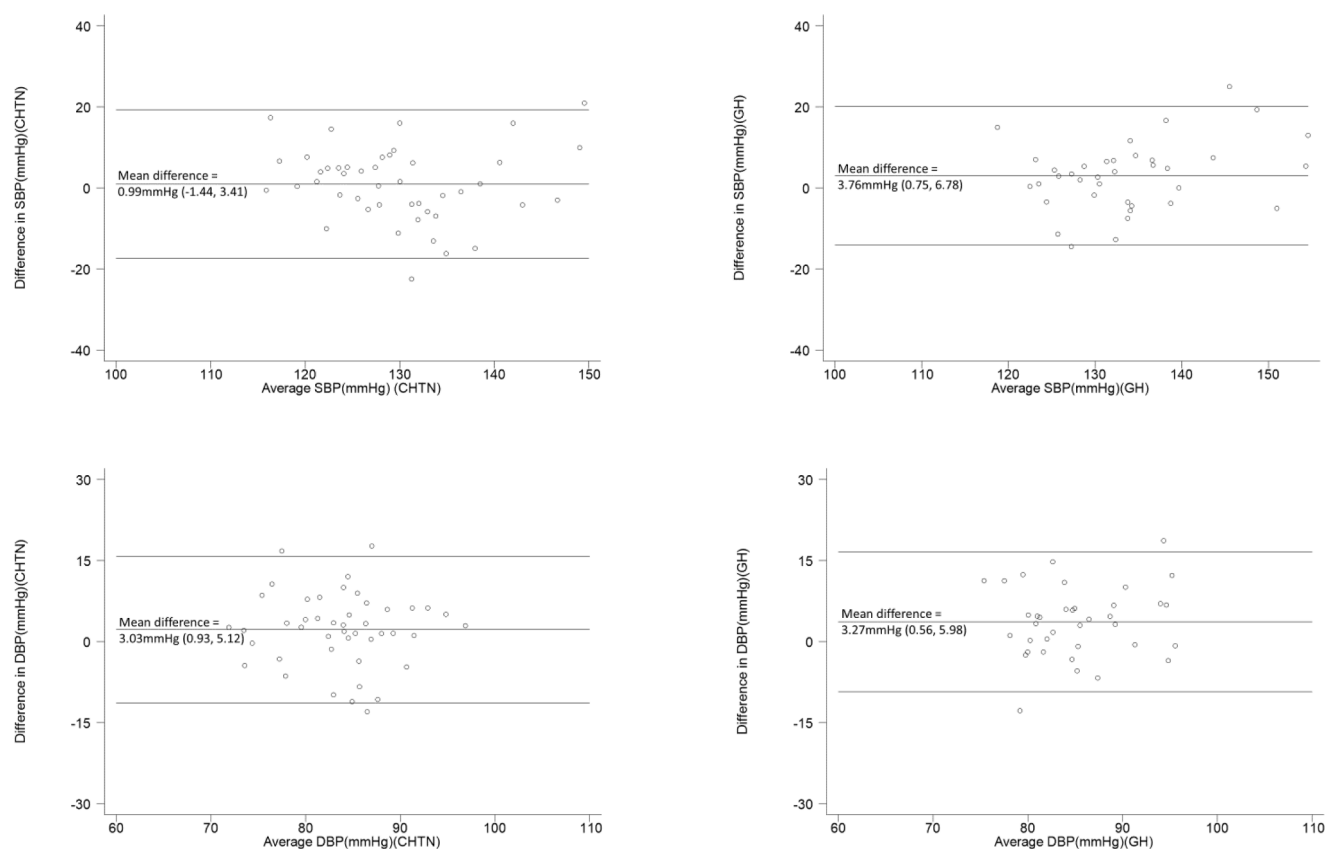 Difference in SBP(mmHg)(CHTN)
40
20
0
-20
-40
Mean difference =
0.99mmHg (-1.44, 3.41)
100 110 120 130 140 150
Average SBP(mmHg) (CHTN)
Difference in SBP(mmHg)(GH)
40
20
0
-20
-40
Mean difference =
3.76mmHg (0.75, 6.78)
100 110 120 130 140 150
Average SBP(mmHg)(GH)
Difference in DBP(mmHg)(CHTN)
30
15
0
-15
-30
Mean difference =
3.03mmHg (0.93, 5.12)
60 70 80 90 100 110
Average DBP(mmHg)(CHTN)
Difference in DBP(mmHg)(GH)
30
15
0
-15
-30
Mean difference =
3.27mmHg (0.56, 5.98)
60 70 80 90 100 110
Average DBP(mmHg)(GH)